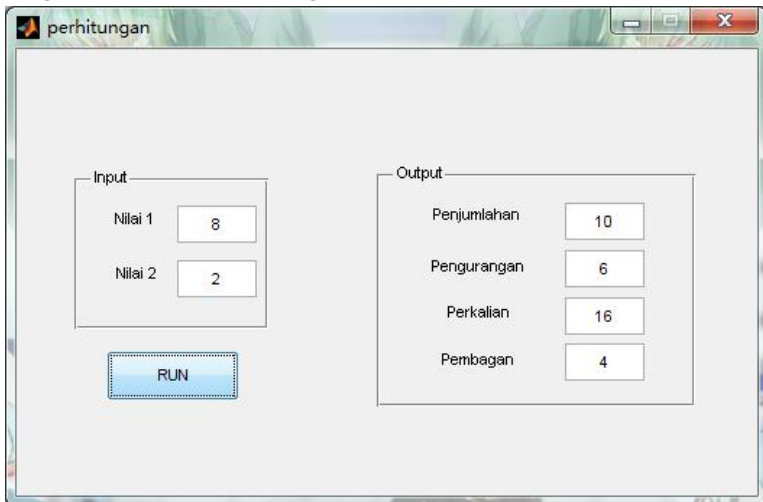 perhitungan
Input
Nilai 1
8
Nilai 2
2
RUN
Output
Penjumlahan
10
Pengurangan
6
Perkalian
16
Pembagan
4